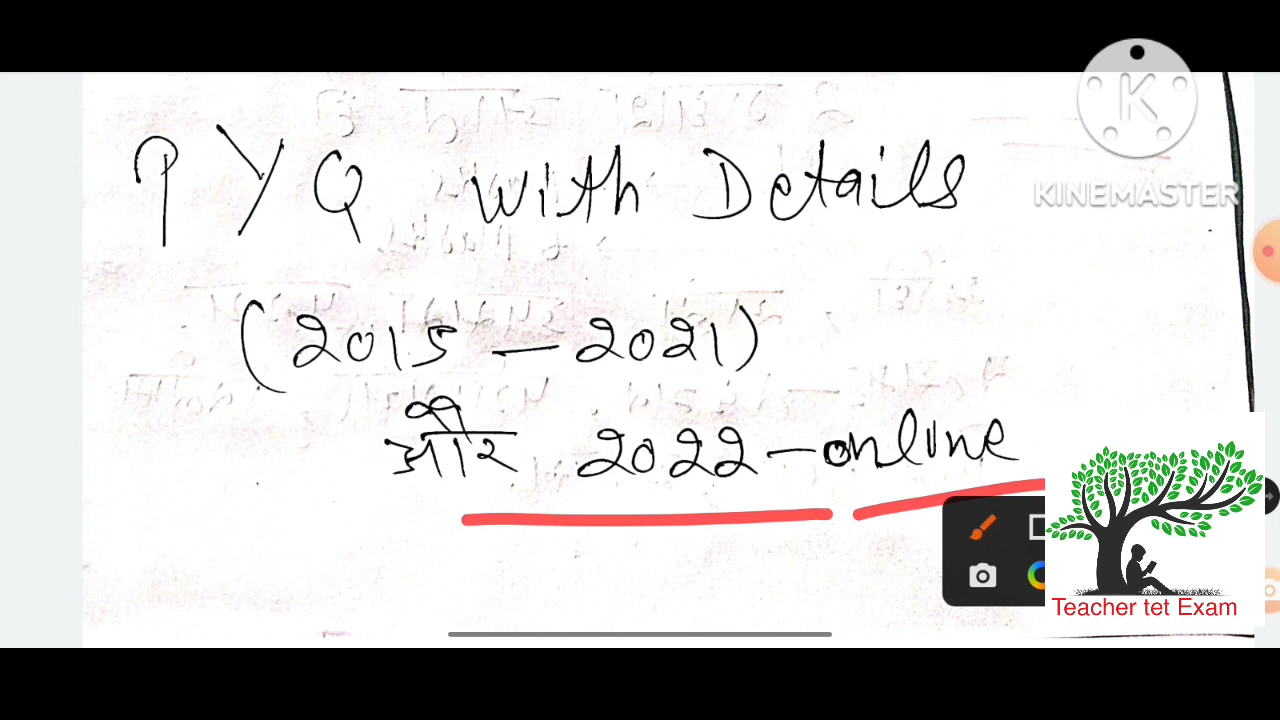 PYQ With Details
(2015 - 2021)
और 2022 - online
KINEMASTER
Teacher tet Exam